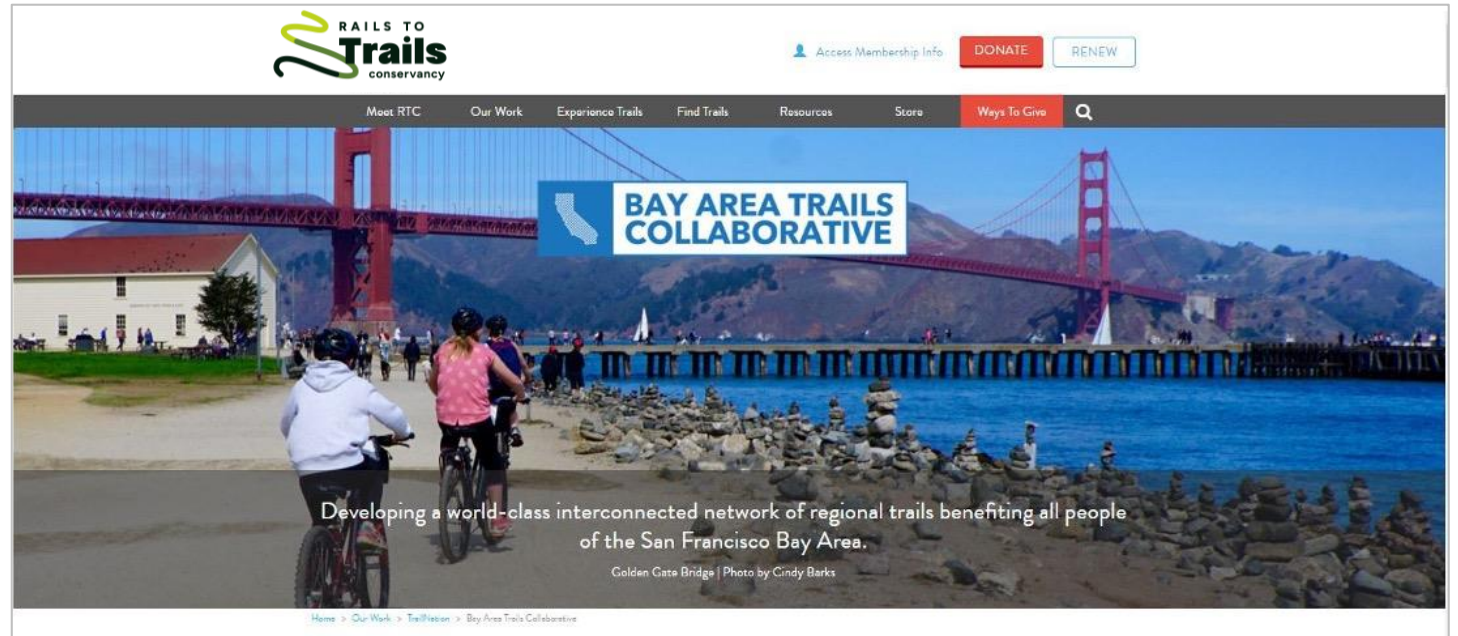 RAILS TO
Trails
conservancy
Access Membership Info
DONATE
RENEW
Meet RTC
Our Work
Experience Trails
Find Trails
Resources
Store
Ways To Give
BAY AREA TRAILS
COLLABORATIVE
Developing a world-class interconnected network of regional trails benefiting all people
of the San Francisco Bay Area.
Golden Gate Bridge | Photo by Cindy Barks
Home > Our Work > TrailNation > Bay Area Trails Collaborative